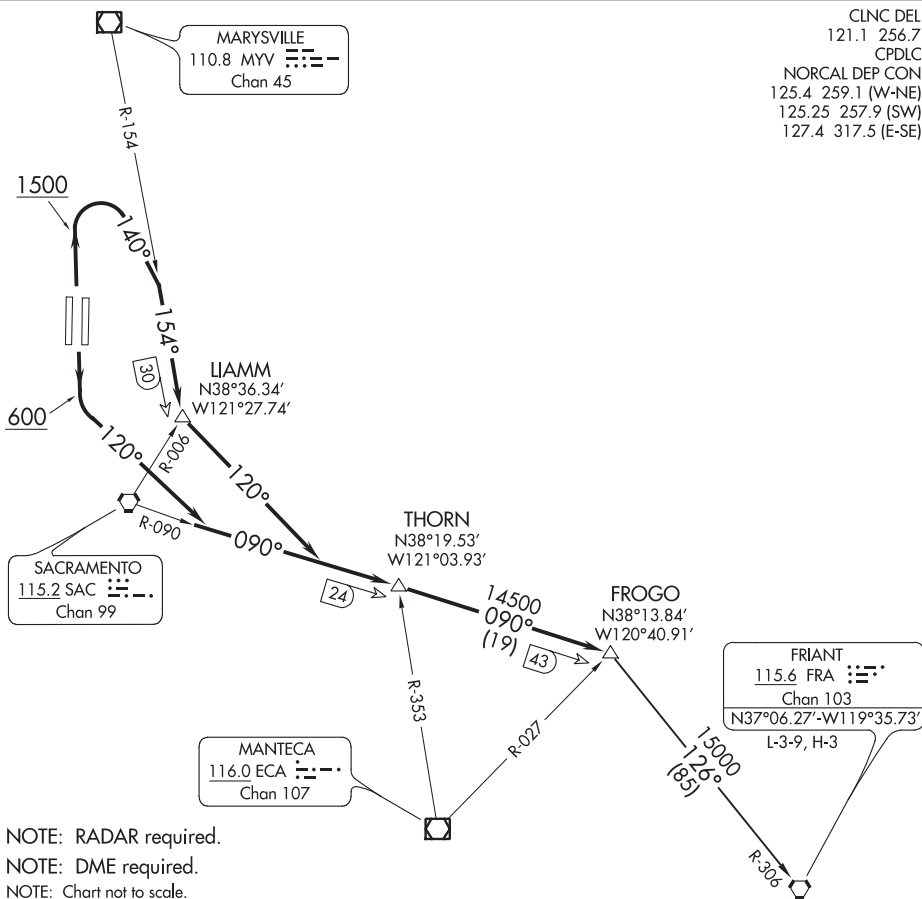 CLNC DEL
121.1 256.7
CPDLC
NORCAL DEP CON
125.4 259.1 (W-NE)
125.25 257.9 (SW)
127.4 317.5 (E-SE)
MARYSVILLE
110.8 MYV
Chan 45
R-154
1500
140°
154°
30
LIAMM
N38°36.34′
W121°27.74′
600
120°
R-006
120°
R-090
090°
SACRAMENTO
115.2 SAC
Chan 99
THORN
N38°19.53′
W121°03.93′
24
14500
090°
(19)
43
FROGO
N38°13.84′
W120°40.91′
R-353
R-027
MANTECA
116.0 ECA
Chan 107
FRIANT
115.6 FRA
Chan 103
N37°06.27′-W119°35.73′
L-3-9, H-3
15000
126°
(85)
R-306
NOTE: RADAR required.
NOTE: DME required.
NOTE: Chart not to scale.